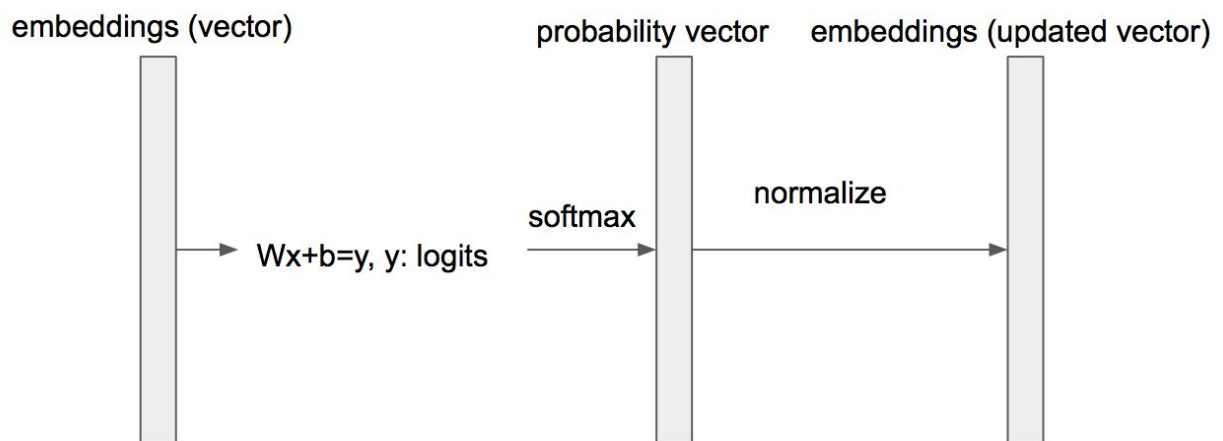 embeddings (vector)
probability vector
embeddings (updated vector)
normalize
softmax
Wx+b=y, y: logits